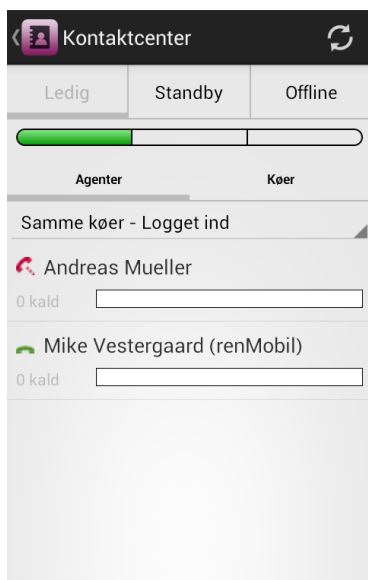 Kontaktcenter
Ledig Standby Offline
Agenter Køer
Samme køer - Logget ind
Andreas Mueller
0 kald
Mike Vestergaard (renMobil)
0 kald